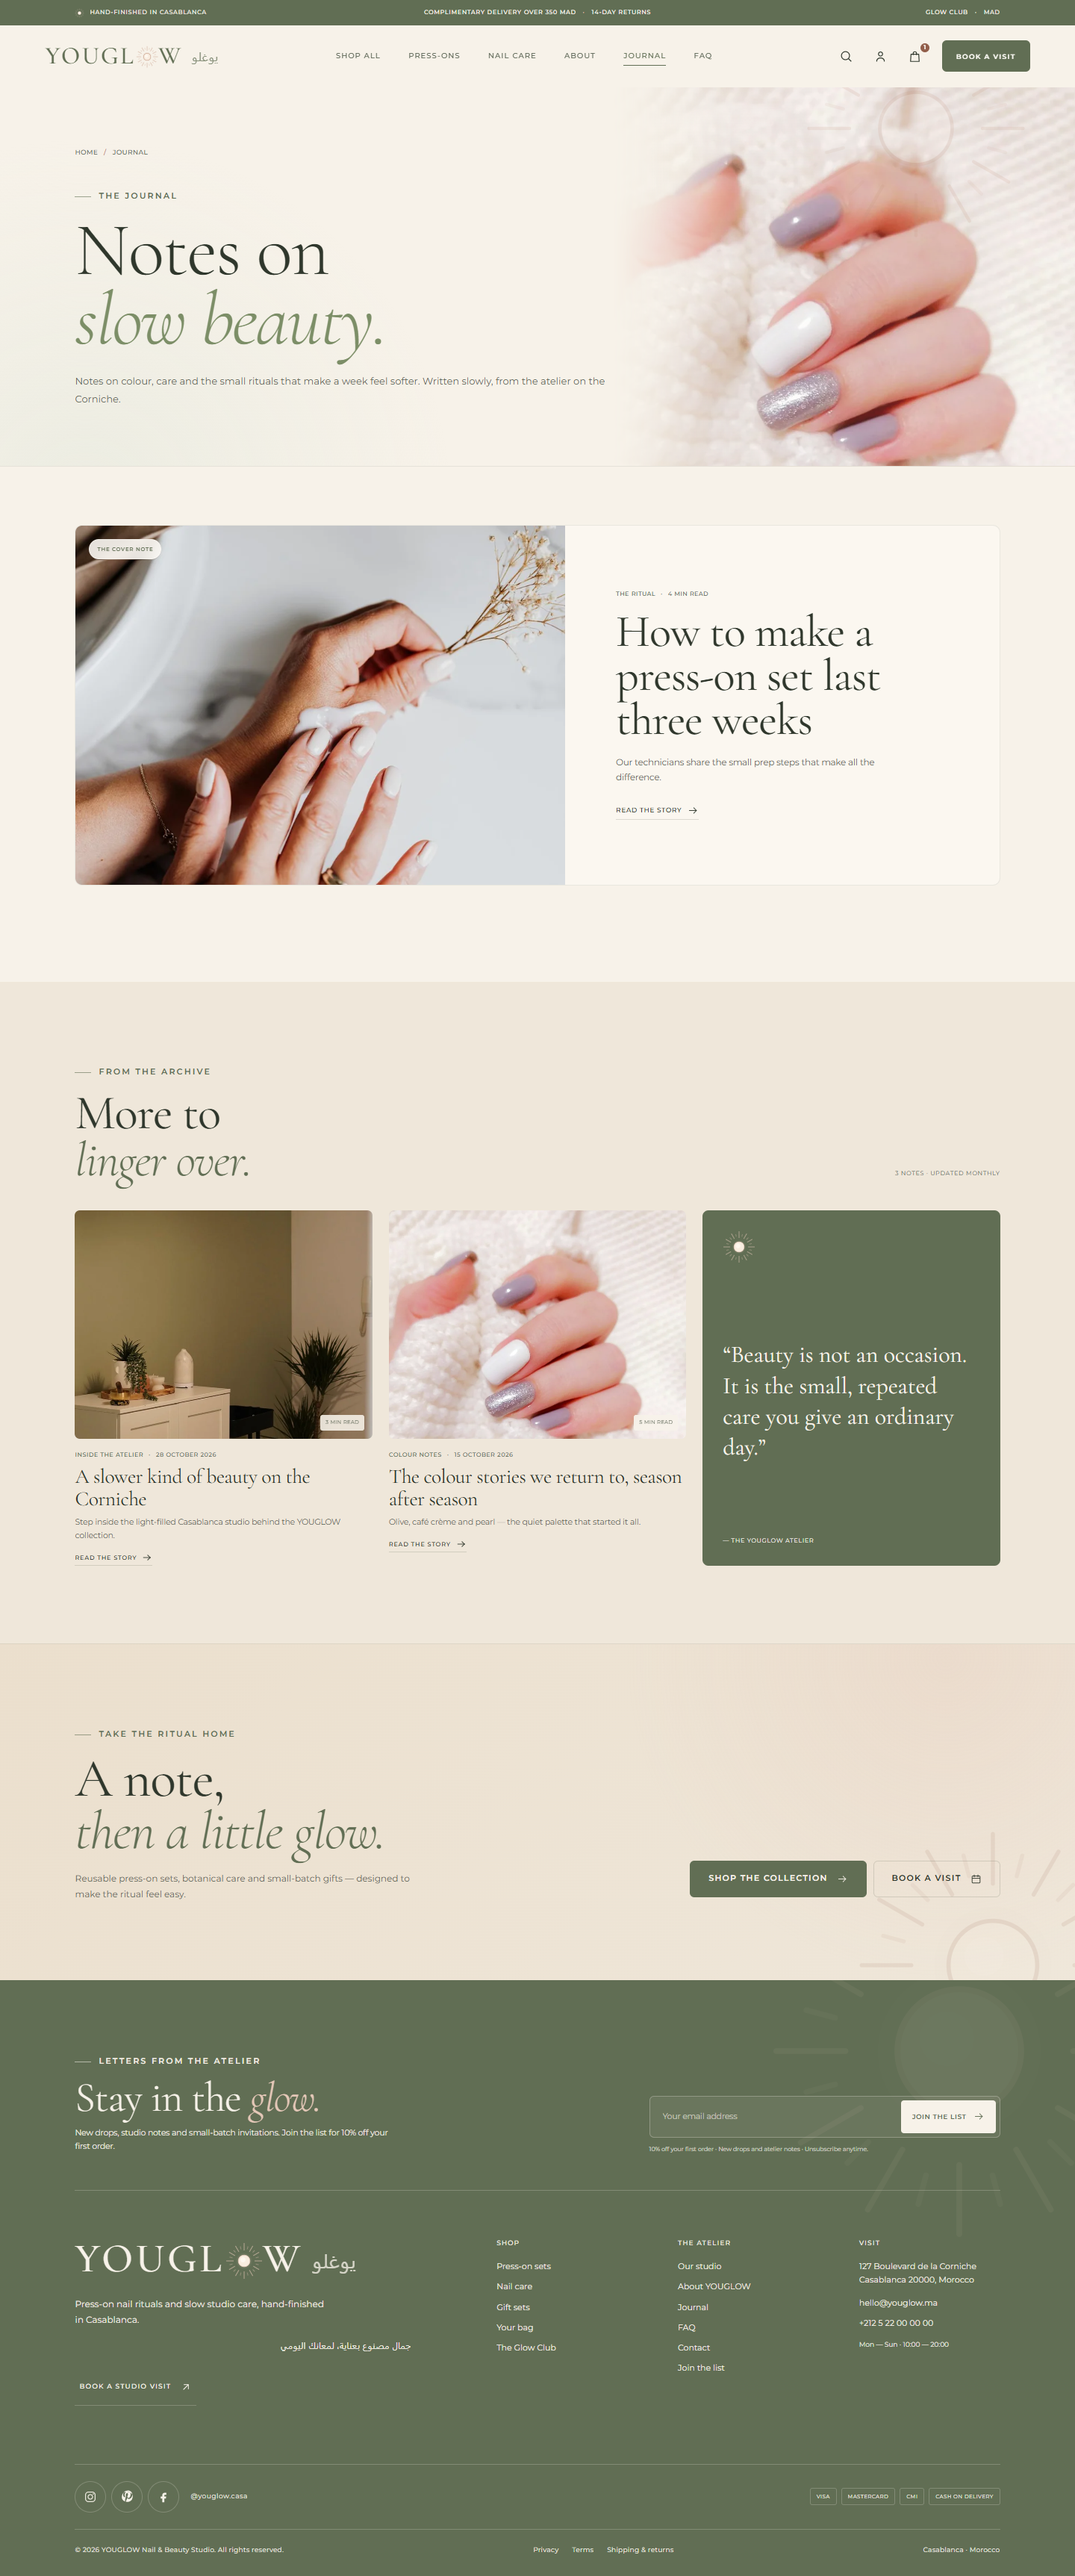 HAND-FINISHED IN CASABLANCA
COMPLIMENTARY DELIVERY OVER 350 MAD · 14-DAY RETURNS
GLOW CLUB · MAD
YOUGLOW يوغلو
SHOP ALL
PRESS-ONS
NAIL CARE
ABOUT
JOURNAL
FAQ
1
BOOK A VISIT
HOME / JOURNAL
THE JOURNAL
Notes on
slow beauty.
Notes on colour, care and the small rituals that make a week feel softer. Written slowly, from the atelier on the
Corniche.
THE COVER NOTE
THE RITUAL · 4 MIN READ
How to make a
press-on set last
three weeks
Our technicians share the small prep steps that make all the
difference.
READ THE STORY
FROM THE ARCHIVE
More to
linger over.
3 NOTES · UPDATED MONTHLY
3 MIN READ
INSIDE THE ATELIER · 28 OCTOBER 2026
A slower kind of beauty on the
Corniche
Step inside the light-filled Casablanca studio behind the YOUGLOW
collection.
READ THE STORY
5 MIN READ
COLOUR NOTES · 15 OCTOBER 2026
The colour stories we return to, season
after season
Olive, café crème and pearl — the quiet palette that started it all.
READ THE STORY
“Beauty is not an occasion.
It is the small, repeated
care you give an ordinary
day.”
— THE YOUGLOW ATELIER
TAKE THE RITUAL HOME
A note,
then a little glow.
Reusable press-on sets, botanical care and small-batch gifts — designed to
make the ritual feel easy.
SHOP THE COLLECTION
BOOK A VISIT
LETTERS FROM THE ATELIER
Stay in the glow.
New drops, studio notes and small-batch invitations. Join the list for 10% off your
first order.
Your email address
JOIN THE LIST
10% off your first order · New drops and atelier notes · Unsubscribe anytime.
YOUGLOW يوغلو
Press-on nail rituals and slow studio care, hand-finished
in Casablanca.
جمال مصنوع بعناية، لمعانك اليومي
BOOK A STUDIO VISIT
SHOP
Press-on sets
Nail care
Gift sets
Your bag
The Glow Club
THE ATELIER
Our studio
About YOUGLOW
Journal
FAQ
Contact
Join the list
VISIT
127 Boulevard de la Corniche
Casablanca 20000, Morocco
hello@youglow.ma
+212 5 22 00 00 00
Mon — Sun · 10:00 — 20:00
@youglow.casa
VISA
MASTERCARD
CMI
CASH ON DELIVERY
© 2026 YOUGLOW Nail & Beauty Studio. All rights reserved.
Privacy
Terms
Shipping & returns
Casablanca · Morocco